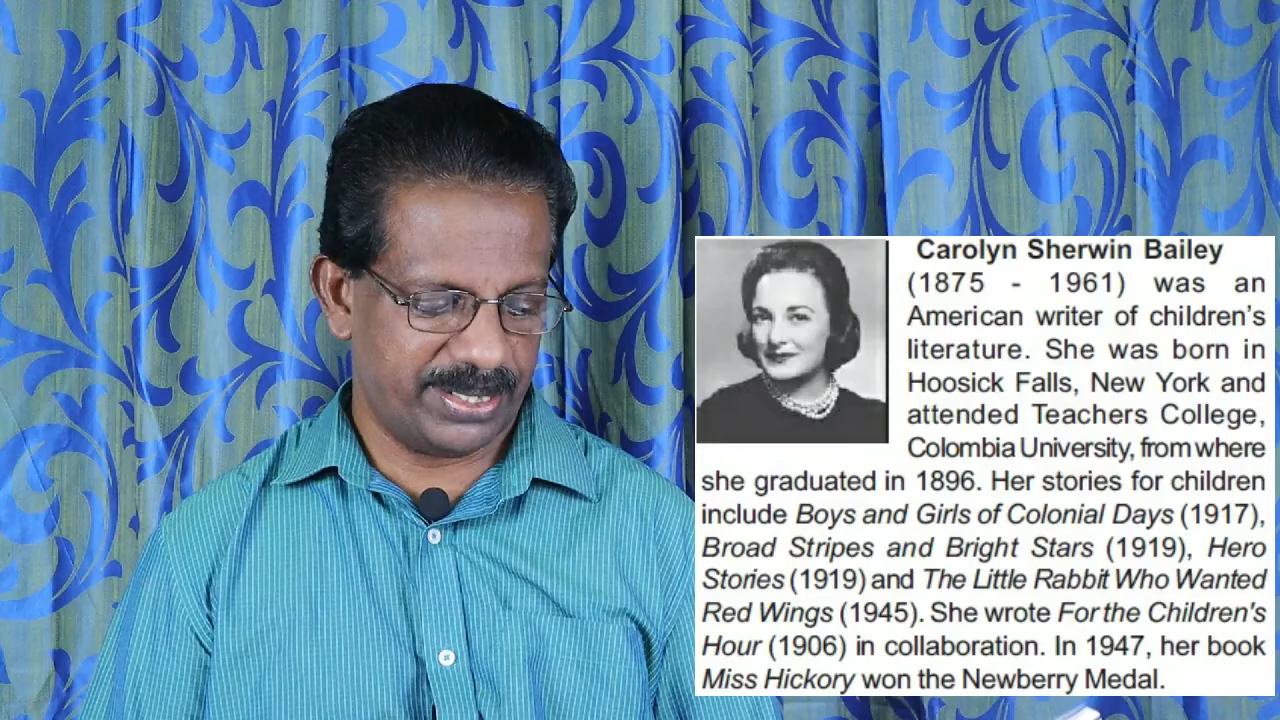 Carolyn Sherwin Bailey
(1875 - 1961) was an
American writer of children's
literature. She was born in
Hoosick Falls, New York and
attended Teachers College,
Colombia University, from where
she graduated in 1896. Her stories for children
include Boys and Girls of Colonial Days (1917),
Broad Stripes and Bright Stars (1919), Hero
Stories (1919) and The Little Rabbit Who Wanted
Red Wings (1945). She wrote For the Children's
Hour (1906) in collaboration. In 1947, her book
Miss Hickory won the Newberry Medal.